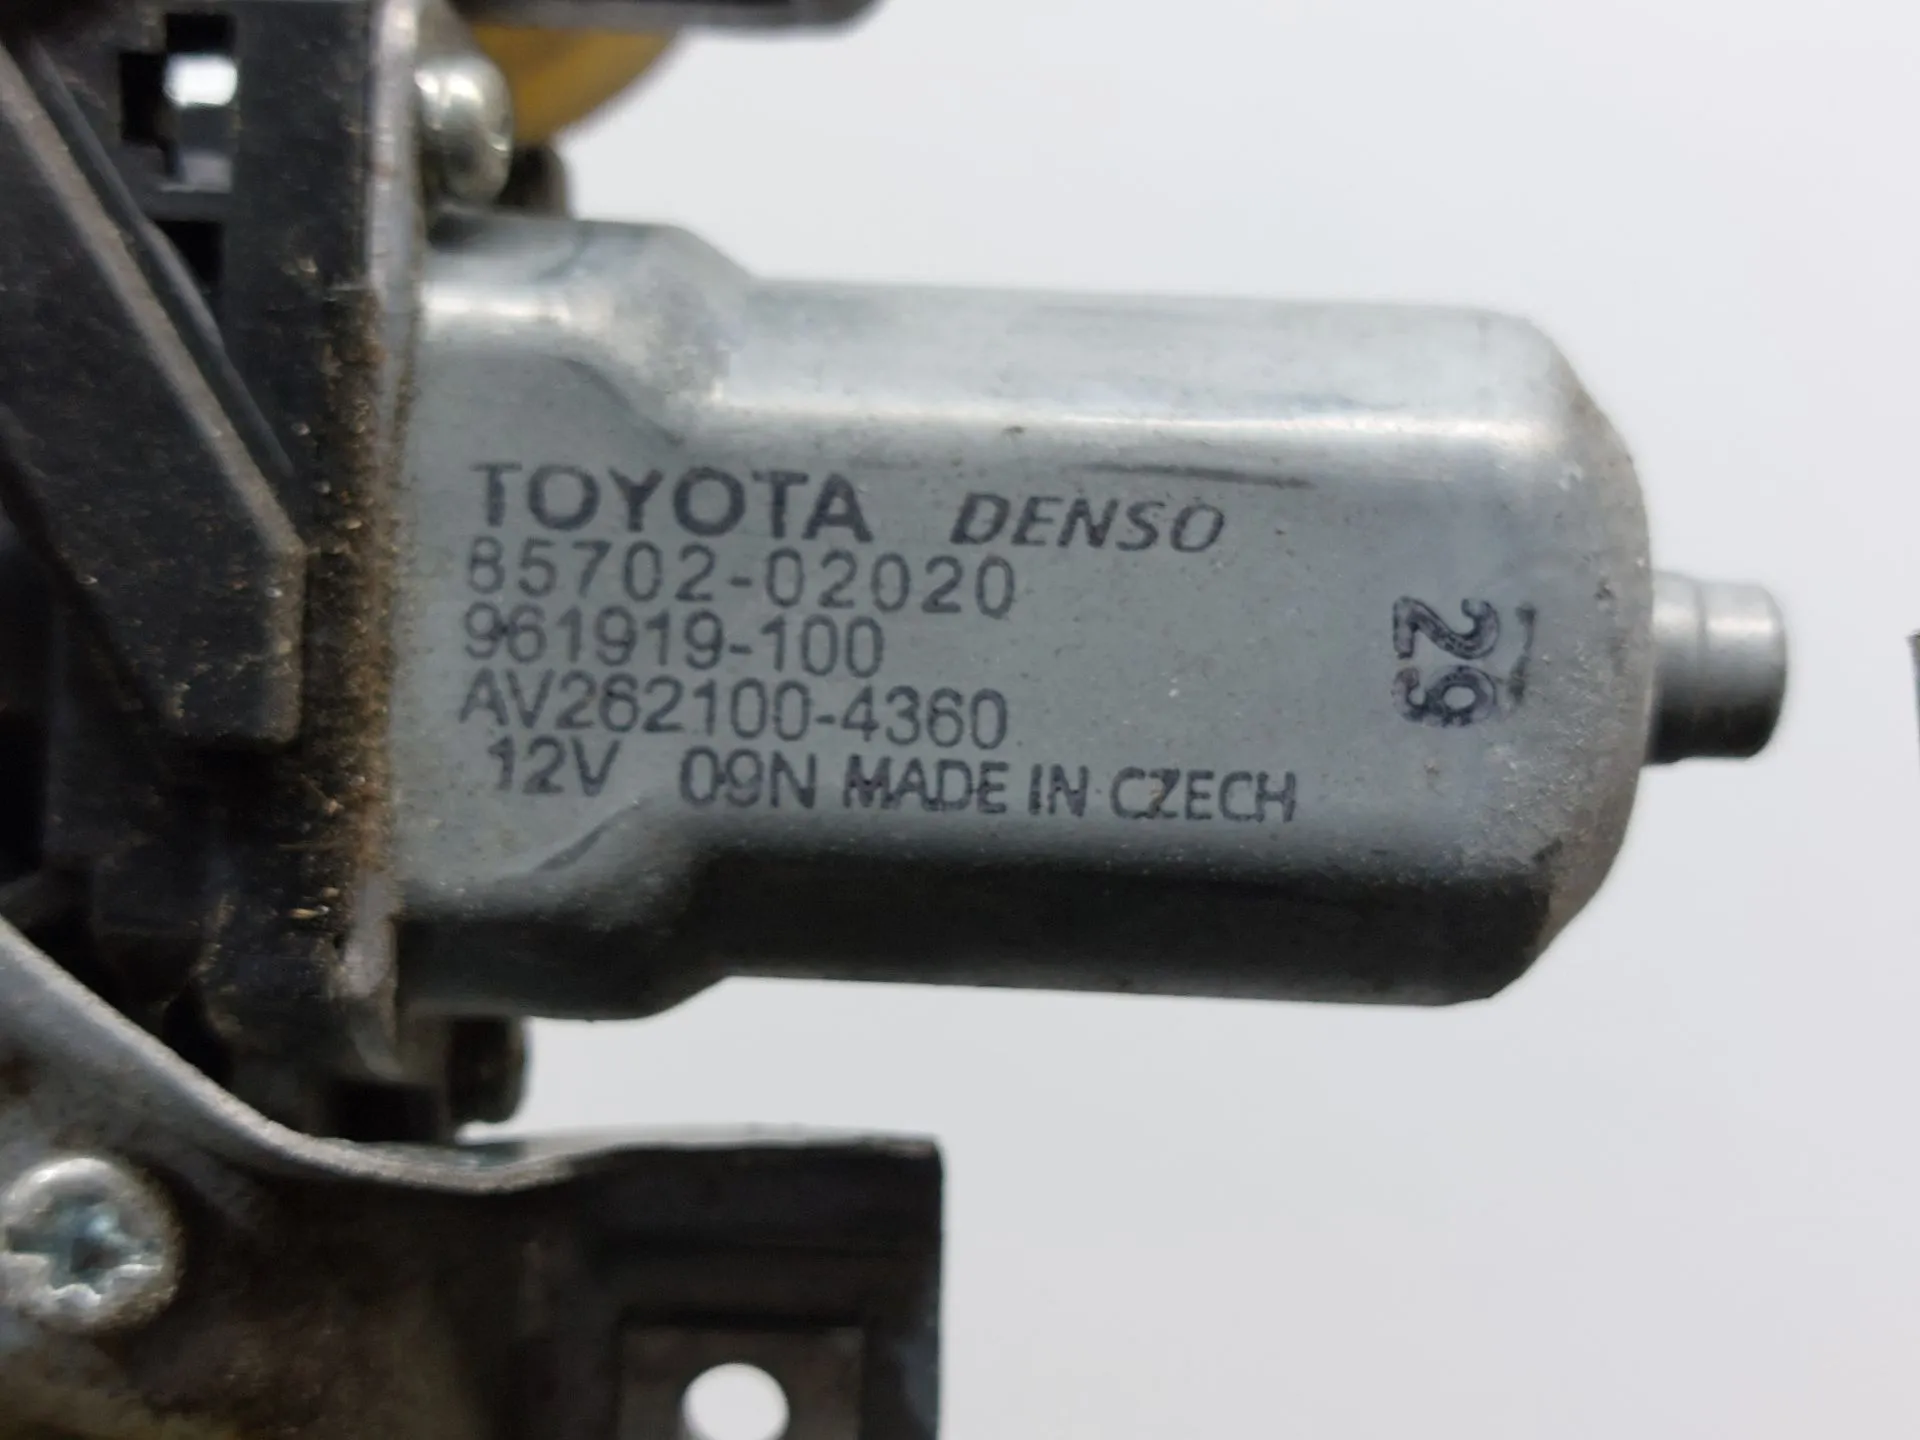 TOYOTA DENSO
85702-02020
961919-100
AV262100-4360
12V 09N MADE IN CZECH
29